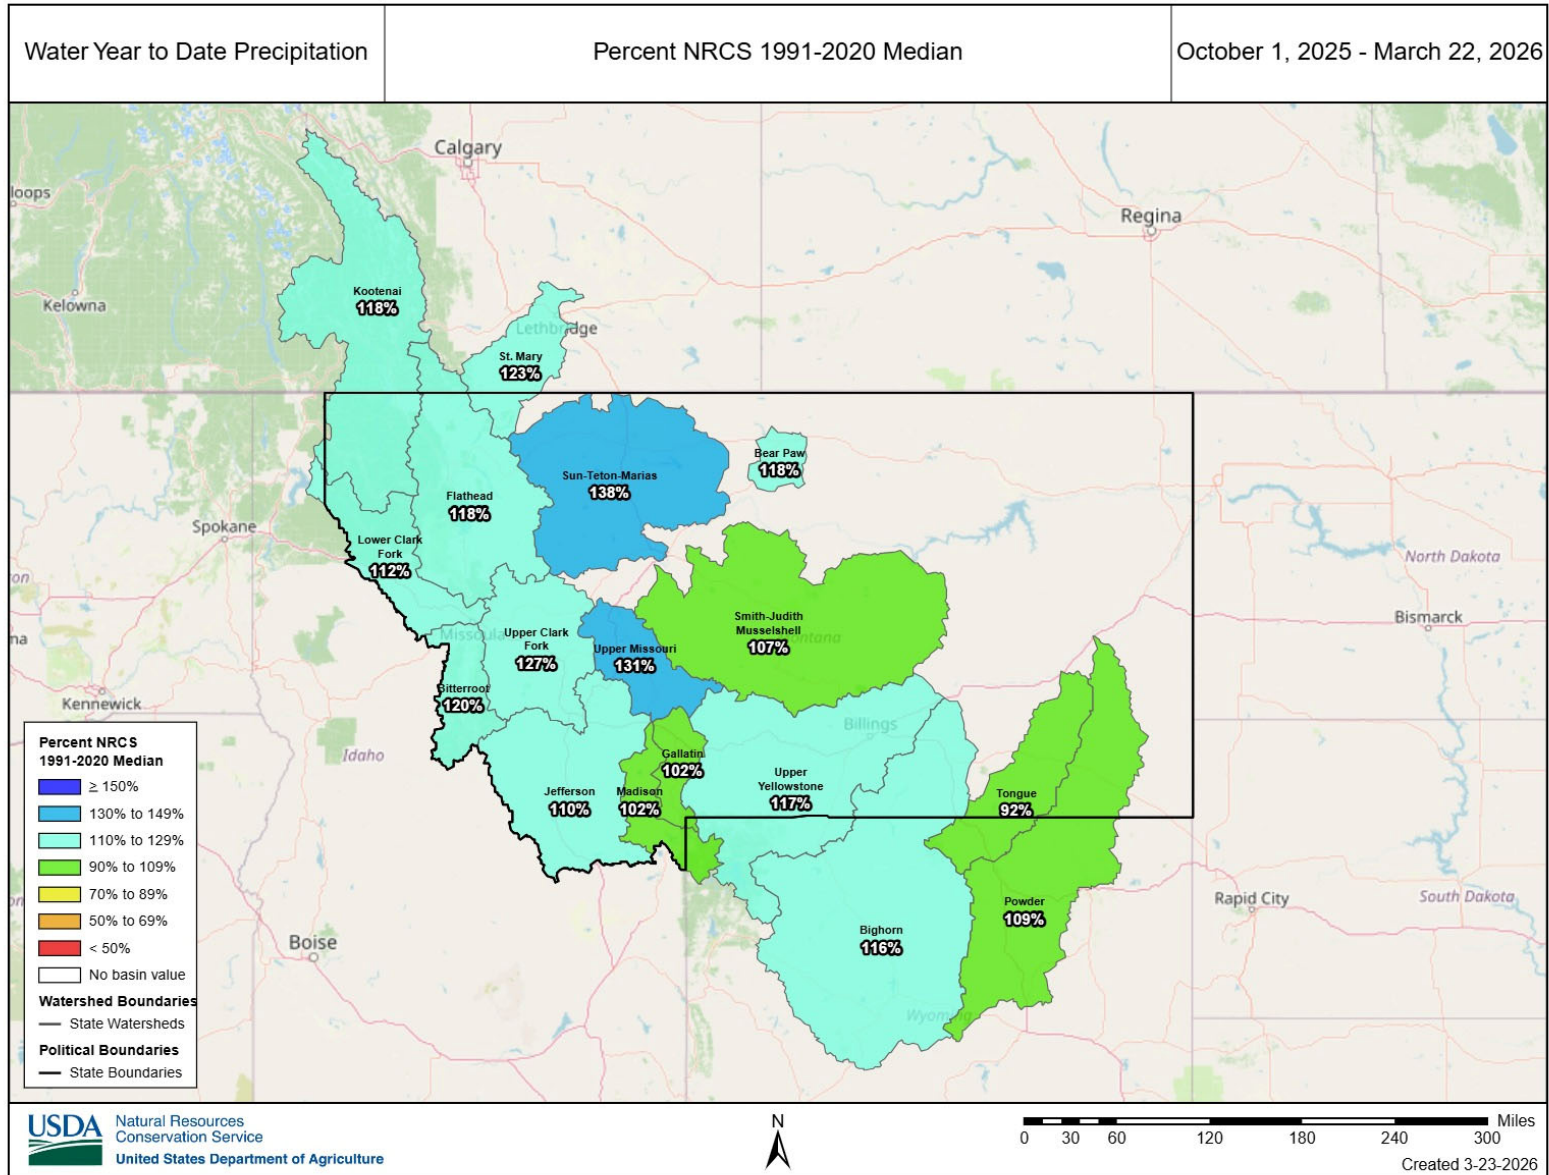 Water Year to Date Precipitation
Percent NRCS 1991-2020 Median
October 1, 2025 - March 22, 2026
Calgary
loops
Regina
Kelowna
Kootenai
118%
Lethbridge
St. Mary
123%
Bear Paw
118%
Sun-Teton-Marias
138%
Flathead
118%
Spokane
Lower Clark
Fork
112%
North Dakota
on
Smith-Judith
Musselshell
107%
ontana
Bismarck
na
Missoula
Upper Clark
Fork
127%
Upper Missouri
131%
Bitterroot
120%
Kennewick
Billings
Idaho
Gallatin
102%
Upper
Yellowstone
117%
Jefferson
110%
Madison
102%
Tongue
92%
Rapid City
South Dakota
on
Powder
109%
Bighorn
116%
Boise
Wyoming
Percent NRCS
1991-2020 Median
≥ 150%
130% to 149%
110% to 129%
90% to 109%
70% to 89%
50% to 69%
< 50%
No basin value
Watershed Boundaries
State Watersheds
Political Boundaries
State Boundaries
USDA
Natural Resources
Conservation Service
United States Department of Agriculture
N
Miles
0 30 60 120 180 240 300
Created 3-23-2026